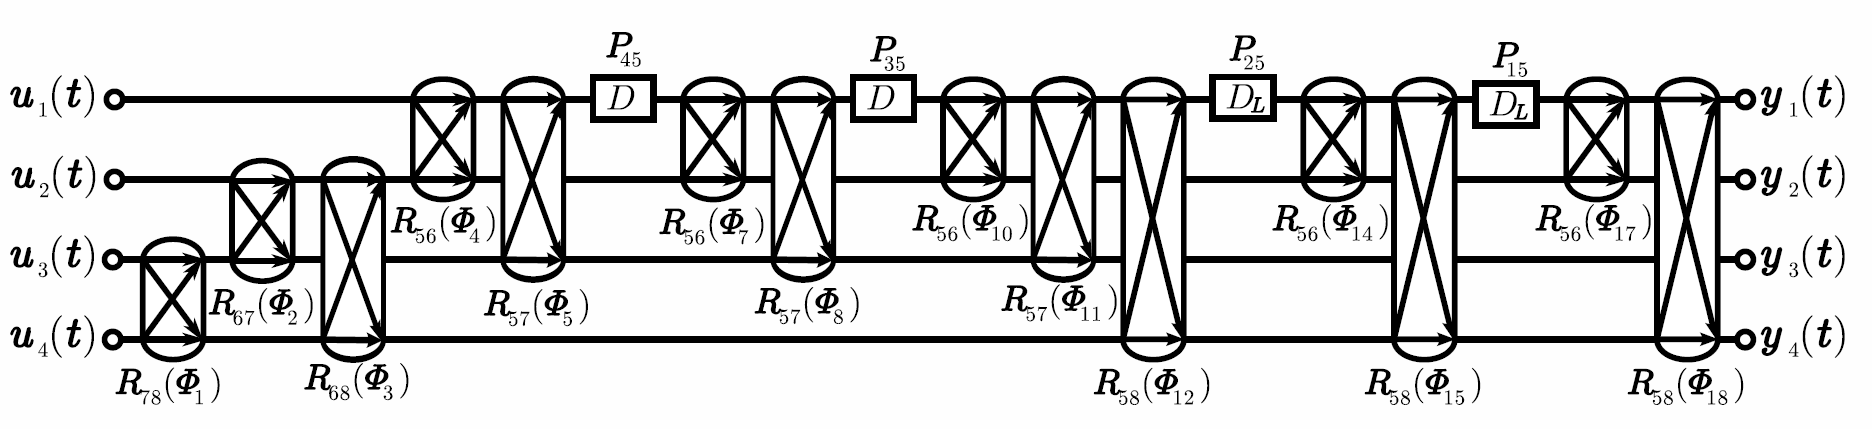 P₄₅ P₃₅ P₂₅ P₁₅
u₁(t) D D D_L D_L y₁(t)
u₂(t) y₂(t)
R₅₆(Φ₄) R₅₆(Φ₇) R₅₆(Φ₁₀) R₅₆(Φ₁₄) R₅₆(Φ₁₇)
u₃(t) y₃(t)
R₆₇(Φ₂) R₅₇(Φ₅) R₅₇(Φ₈) R₅₇(Φ₁₁)
u₄(t) y₄(t)
R₇₈(Φ₁) R₆₈(Φ₃) R₅₈(Φ₁₂) R₅₈(Φ₁₅) R₅₈(Φ₁₈)